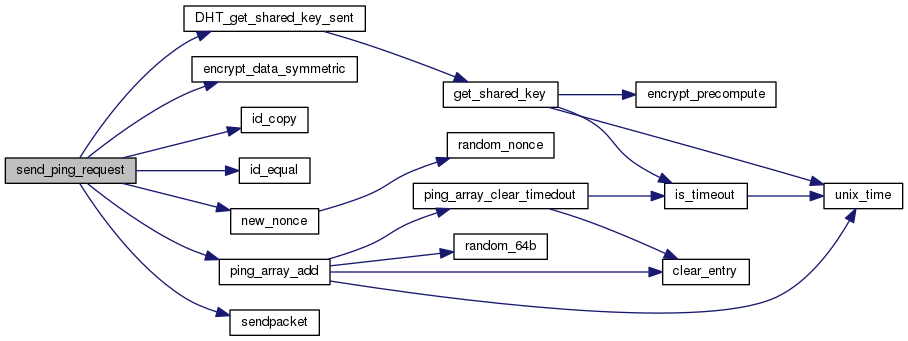 DHT_get_shared_key_sent
encrypt_data_symmetric
get_shared_key
encrypt_precompute
id_copy
random_nonce
send_ping_request
id_equal
ping_array_clear_timedout
is_timeout
unix_time
new_nonce
random_64b
ping_array_add
clear_entry
sendpacket